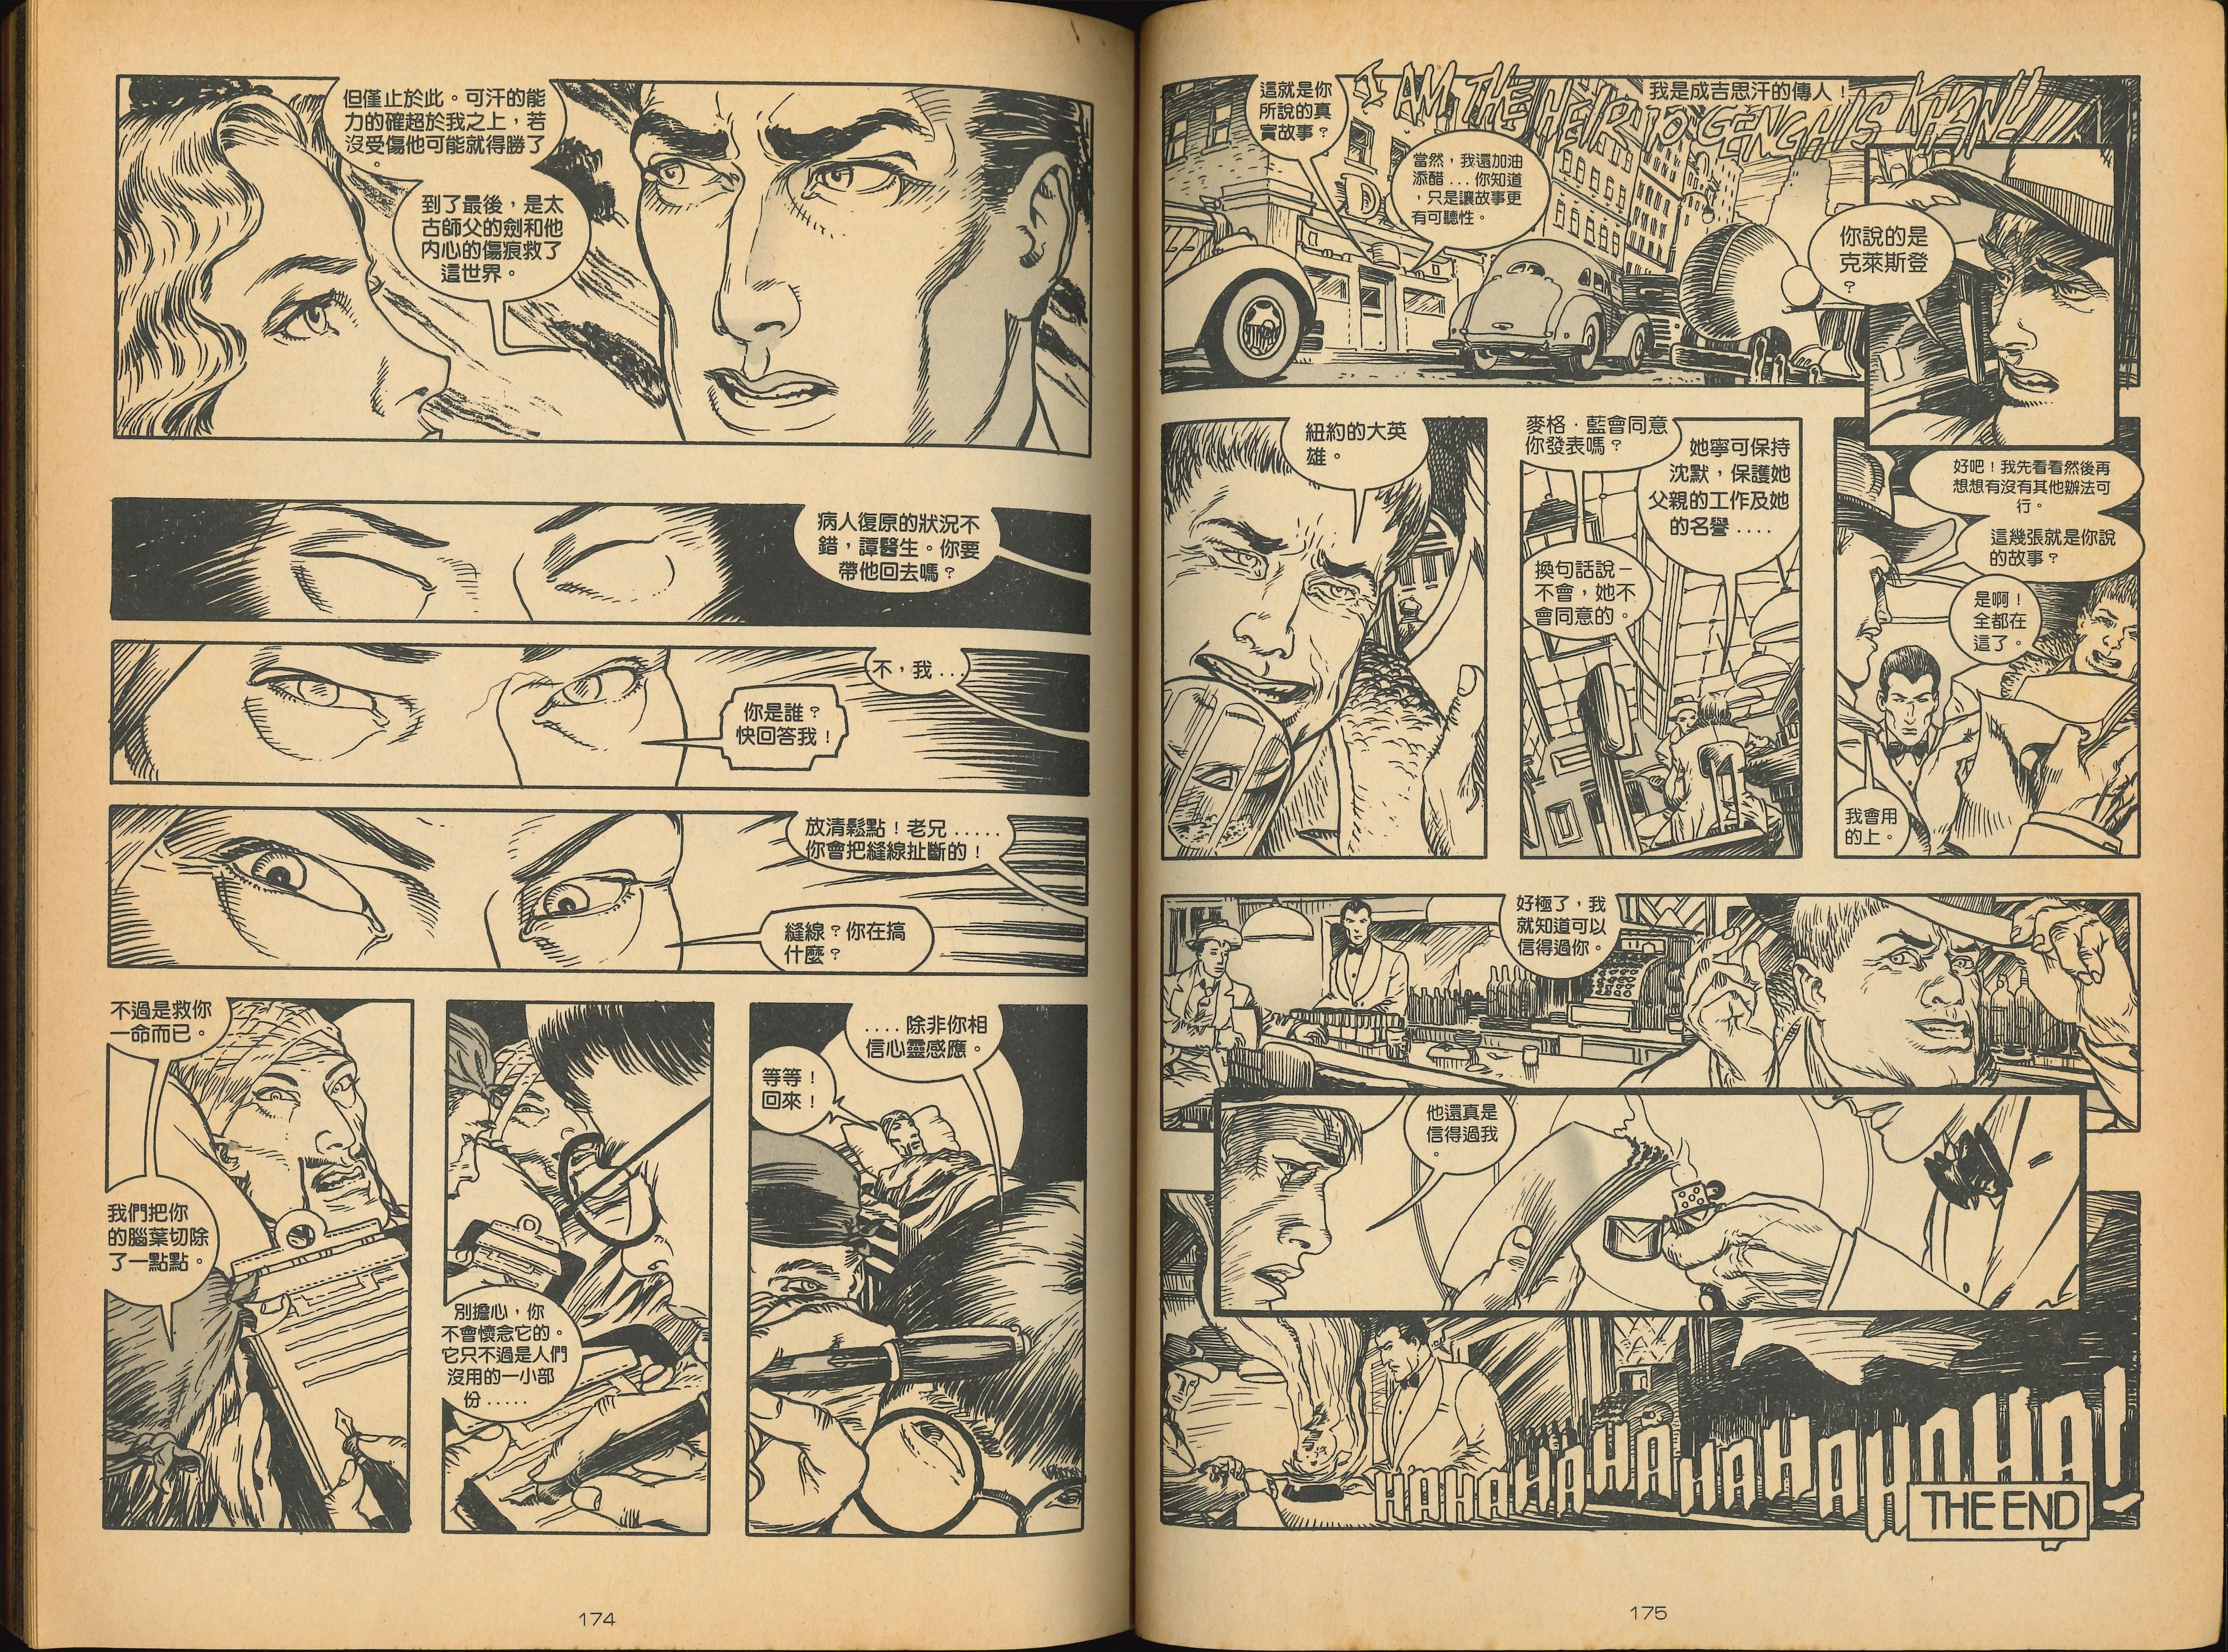 但僅止於此。可汗的能
力的確超於我之上，若
沒受傷他可能就得勝了
。
到了最後，是太
古師父的劍和他
內心的傷痕救了
這世界。
病人復原的狀況不
錯，譚醫生。你要
帶他回去嗎？
不，我...
你是誰？
快回答我！
放清鬆點！老兄.....
你會把縫線扯斷的！
縫線？你在搞
什麼？
不過是救你
一命而已。
我們把你
的腦葉切除
了一點點。
別擔心，你
不會懷念它的。
它只不過是人們
沒用的一小部
份.....
....除非你相
信心靈感應。
等等！
回來！
174
這就是你
所說的真
實故事？
I AM THE HEIR TO GENGHIS KHAN!!
我是成吉思汗的傳人！
當然，我還加油
添醋...你知道
，只是讓故事更
有可聽性。
你說的是
克萊斯登
？
紐約的大英
雄。
麥格．藍會同意
你發表嗎？
她寧可保持
沈默，保護她
父親的工作及她
的名譽....
換句話說－
不會，她不
會同意的。
好吧！我先看看然後再
想想有沒有其他辦法可
行。
這幾張就是你說
的故事？
是啊！
全都在
這了。
我會用
的上。
好極了，我
就知道可以
信得過你。
他還真是
信得過我
。
HAHAHAHAHAHAHAHAHA!
THE END
175